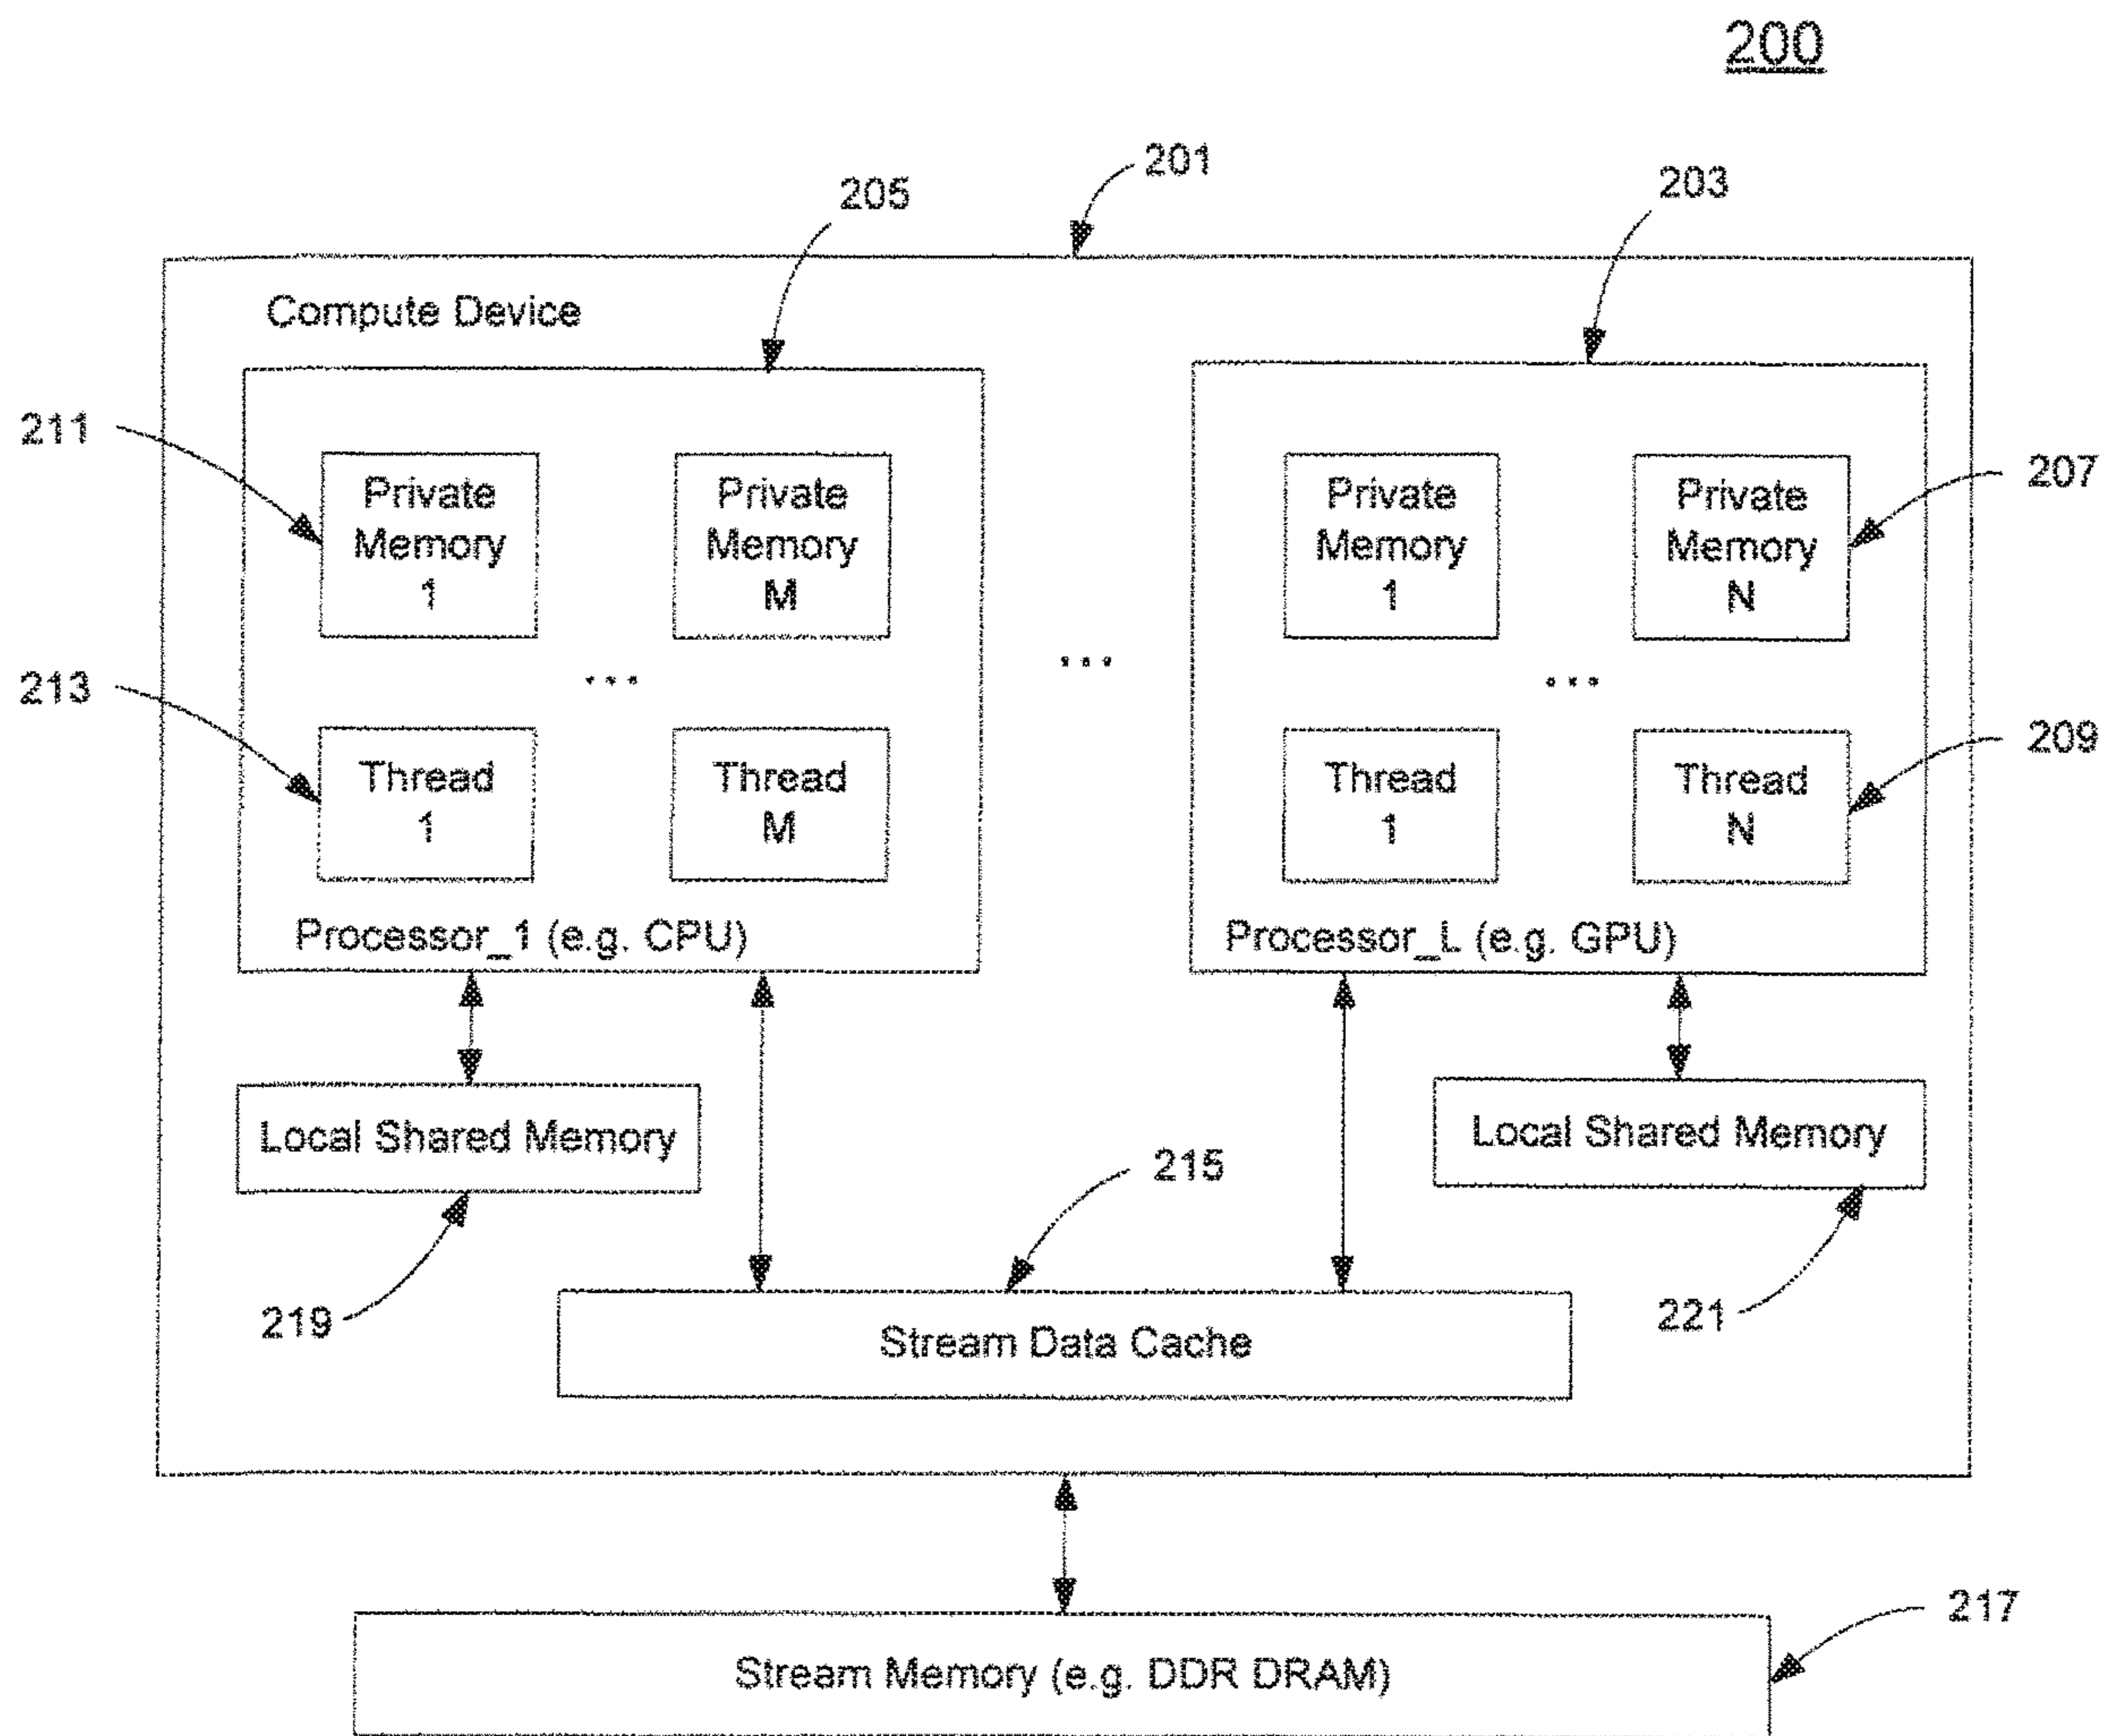 200
201
205
203
Compute Device
211
Private
Memory
1
Private
Memory
M
Private
Memory
1
Private
Memory
N
207
...
...
...
213
Thread
1
Thread
M
Thread
1
Thread
N
209
Processor_1 (e.g. CPU)
Processor_L (e.g. GPU)
Local Shared Memory
Local Shared Memory
215
219
221
Stream Data Cache
217
Stream Memory (e.g. DDR DRAM)